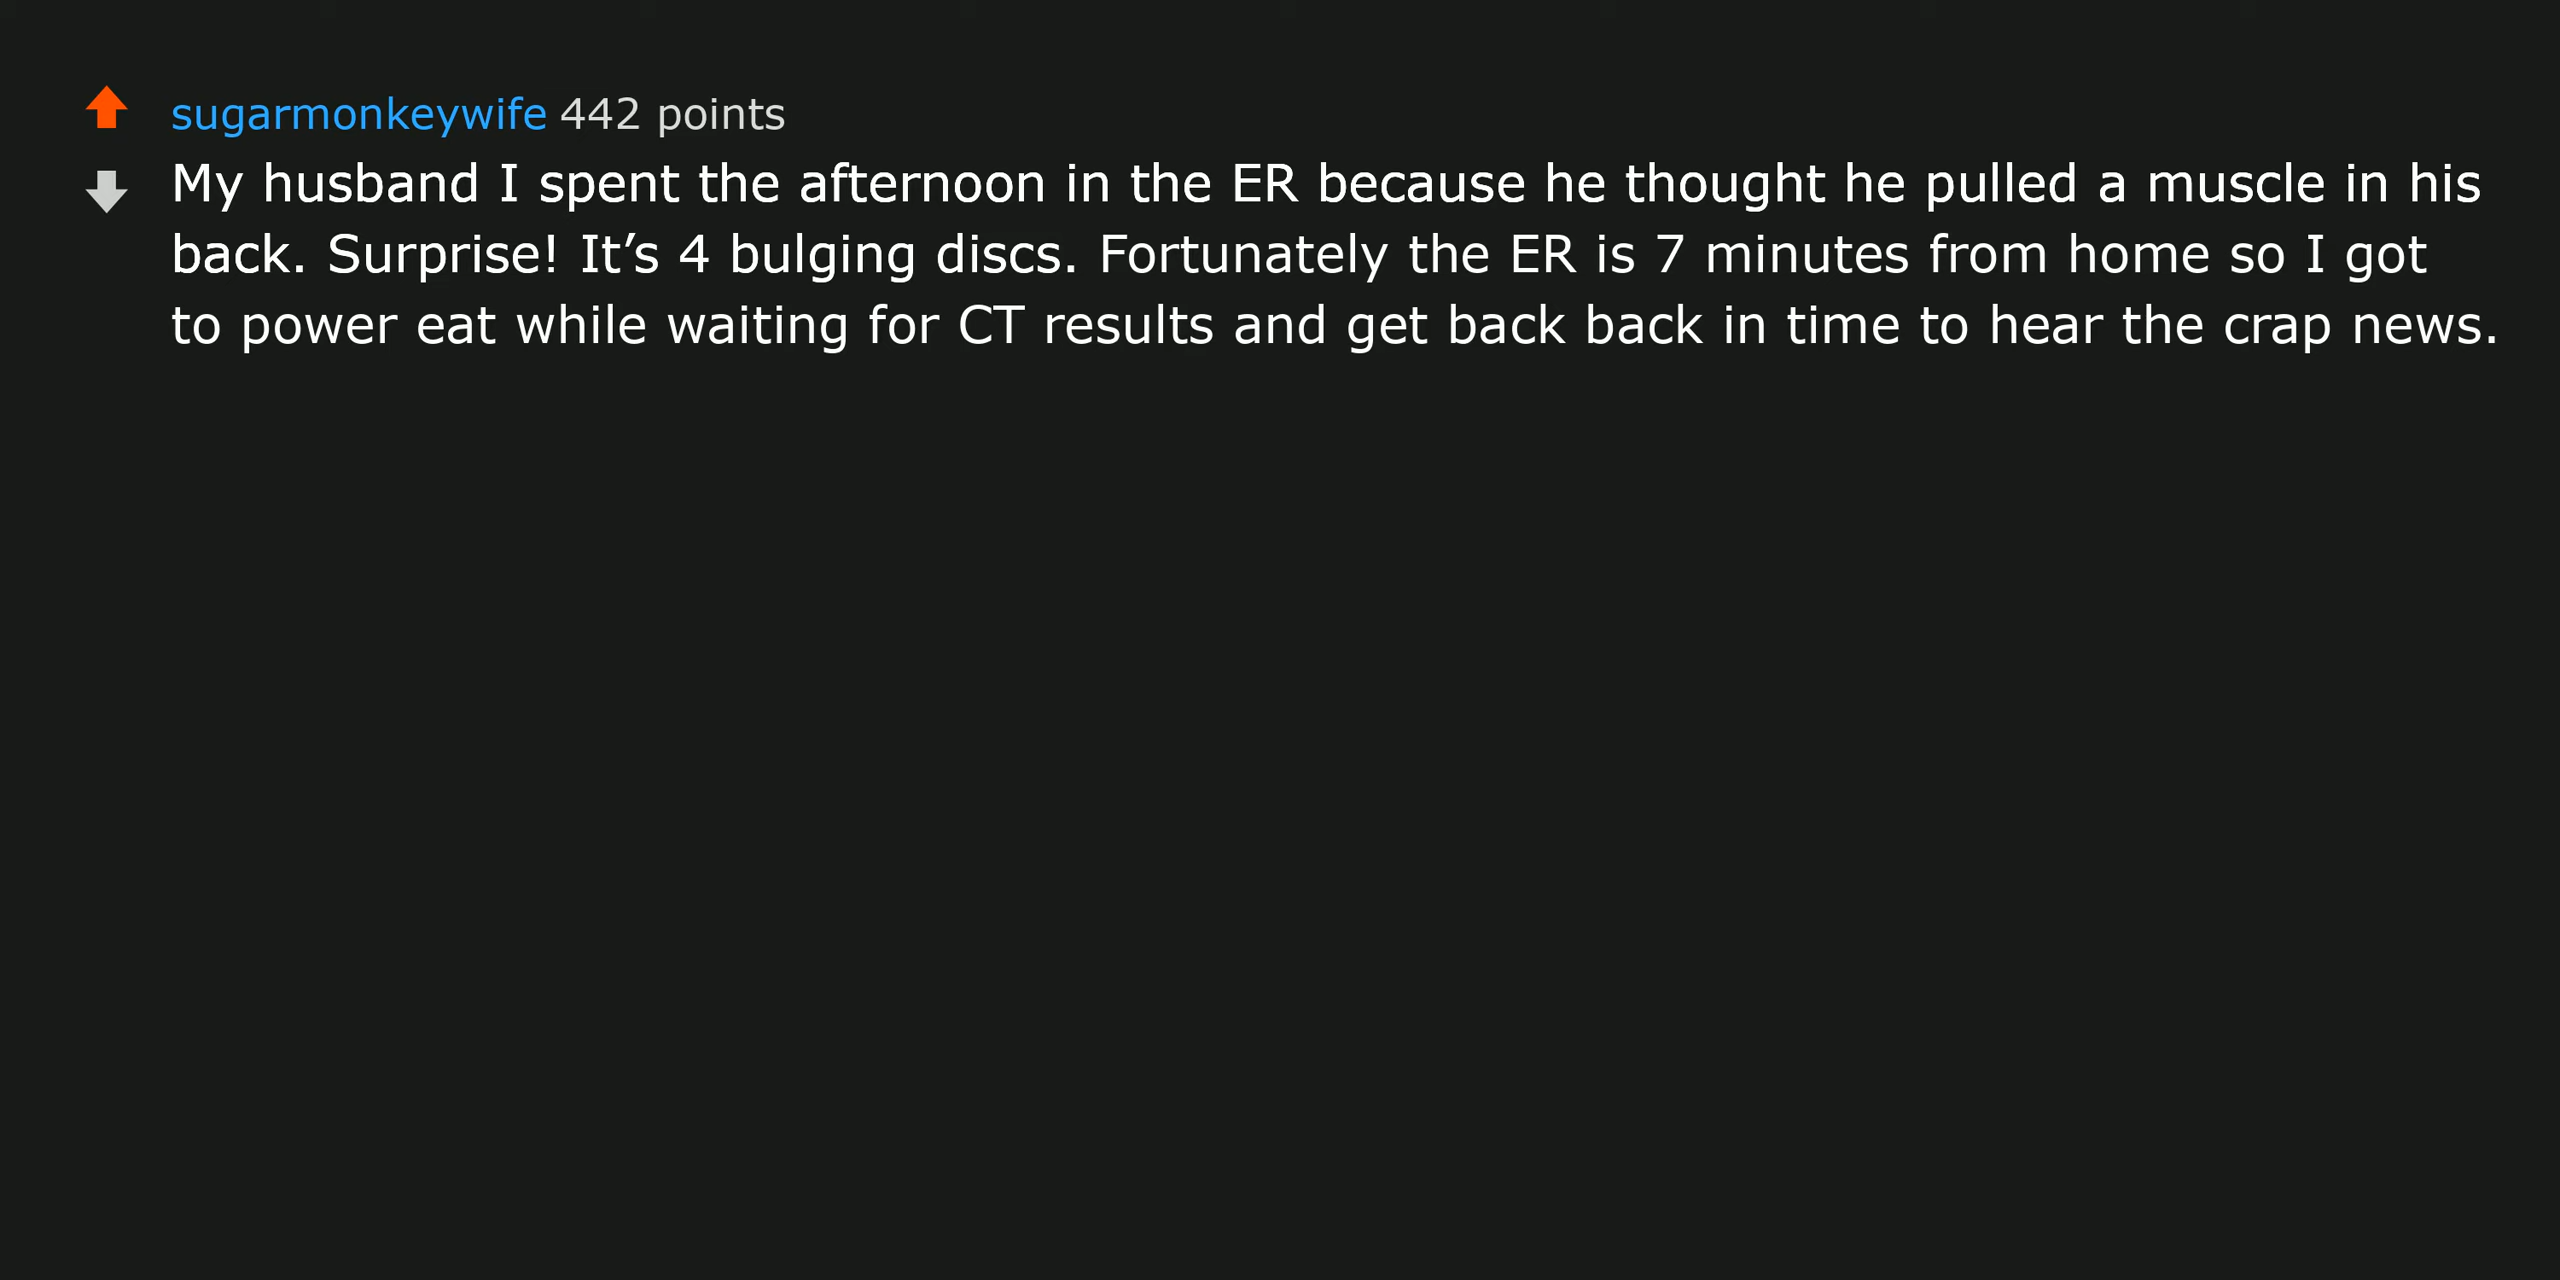 sugarmonkeywife 442 points
My husband I spent the afternoon in the ER because he thought he pulled a muscle in his
back. Surprise! It’s 4 bulging discs. Fortunately the ER is 7 minutes from home so I got
to power eat while waiting for CT results and get back back in time to hear the crap news.